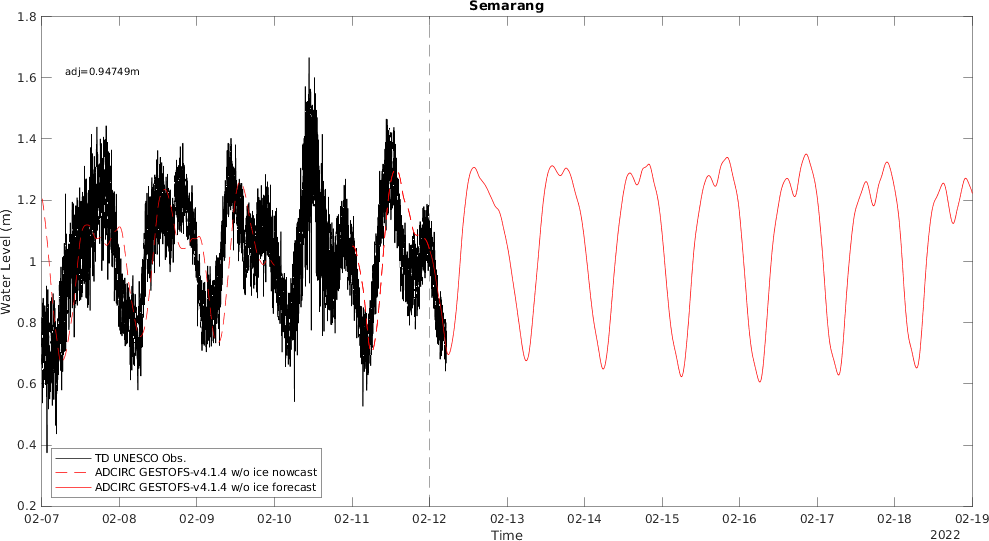 Semarang
1.8
1.6
1.4
1.2
1
0.8
0.6
0.4
0.2
Water Level (m)
adj=0.94749m
TD UNESCO Obs.
ADCIRC GESTOFS-v4.1.4 w/o ice nowcast
ADCIRC GESTOFS-v4.1.4 w/o ice forecast
02-07 02-08 02-09 02-10 02-11 02-12 02-13 02-14 02-15 02-16 02-17 02-18 02-19
Time
2022